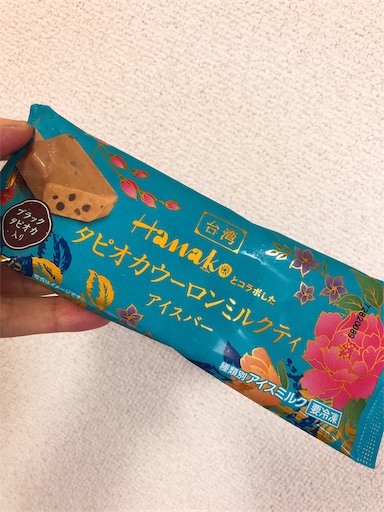 台湾
Hanako とコラボした
タピオカウーロンミルクティ
アイスバー
ブラック
タピオカ
入り
種類別アイスミルク
要冷凍